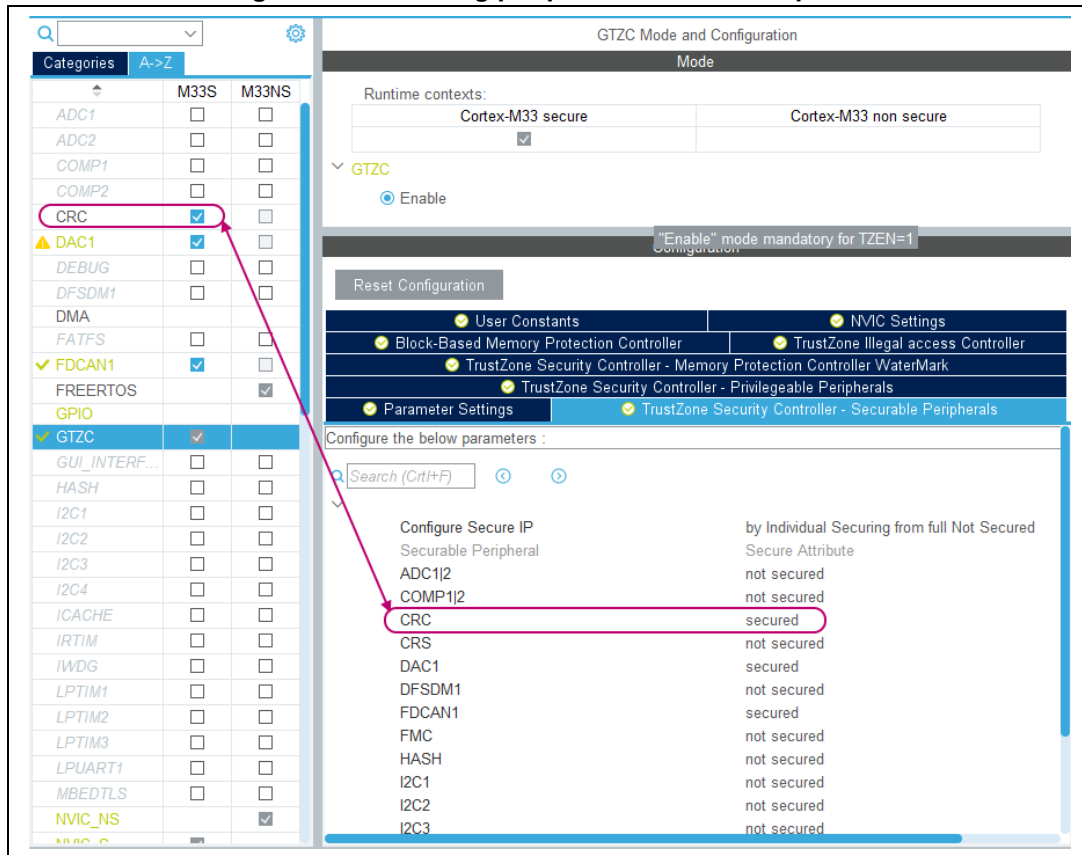 GTZC Mode and Configuration
Categories A->Z
Mode
M33S M33NS
Runtime contexts:
Cortex-M33 secure Cortex-M33 non secure
GTZC
Enable
"Enable" mode mandatory for TZEN=1
Reset Configuration
User Constants NVIC Settings
Block-Based Memory Protection Controller TrustZone Illegal access Controller
TrustZone Security Controller - Memory Protection Controller WaterMark
TrustZone Security Controller - Privilegeable Peripherals
Parameter Settings TrustZone Security Controller - Securable Peripherals
Configure the below parameters :
Search (Crtl+F)
Configure Secure IP by Individual Securing from full Not Secured
Securable Peripheral Secure Attribute
ADC1|2 not secured
COMP1|2 not secured
CRC secured
CRS not secured
DAC1 secured
DFSDM1 not secured
FDCAN1 secured
FMC not secured
HASH not secured
I2C1 not secured
I2C2 not secured
I2C3 not secured
ADC1
ADC2
COMP1
COMP2
CRC
DAC1
DEBUG
DFSDM1
DMA
FATFS
FDCAN1
FREERTOS
GPIO
GTZC
GUI_INTERF...
HASH
I2C1
I2C2
I2C3
I2C4
ICACHE
IRTIM
IWDG
LPTIM1
LPTIM2
LPTIM3
LPUART1
MBEDTLS
NVIC_NS